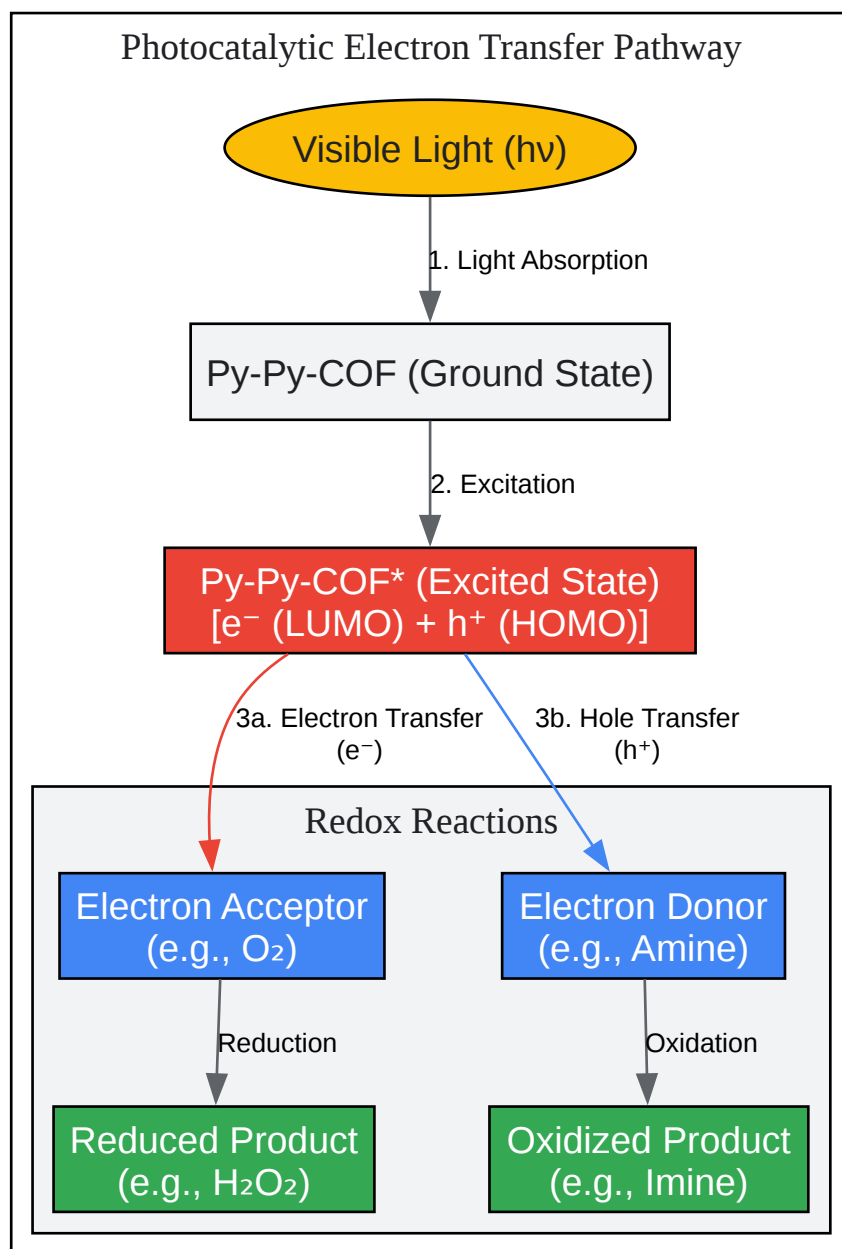 Photocatalytic Electron Transfer Pathway
Visible Light (hν)
1. Light Absorption
Py-Py-COF (Ground State)
2. Excitation
Py-Py-COF* (Excited State)
[e⁻ (LUMO) + h⁺ (HOMO)]
3a. Electron Transfer
(e⁻)
3b. Hole Transfer
(h⁺)
Redox Reactions
Electron Acceptor
(e.g., O₂)
Electron Donor
(e.g., Amine)
Reduction
Oxidation
Reduced Product
(e.g., H₂O₂)
Oxidized Product
(e.g., Imine)